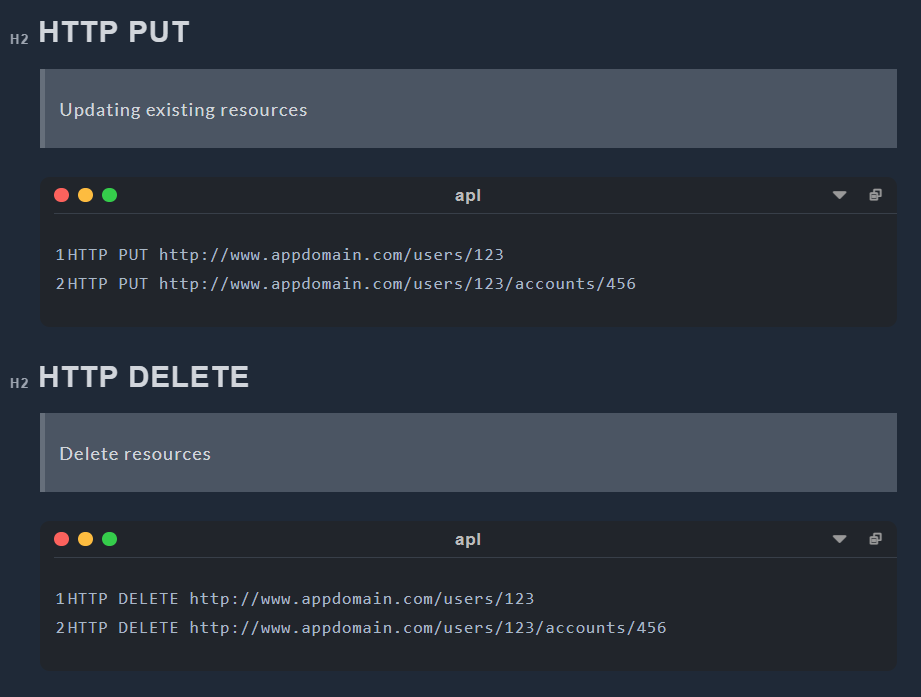 H2 HTTP PUT
Updating existing resources
apl
1HTTP PUT http://www.appdomain.com/users/123
2HTTP PUT http://www.appdomain.com/users/123/accounts/456
H2 HTTP DELETE
Delete resources
apl
1HTTP DELETE http://www.appdomain.com/users/123
2HTTP DELETE http://www.appdomain.com/users/123/accounts/456